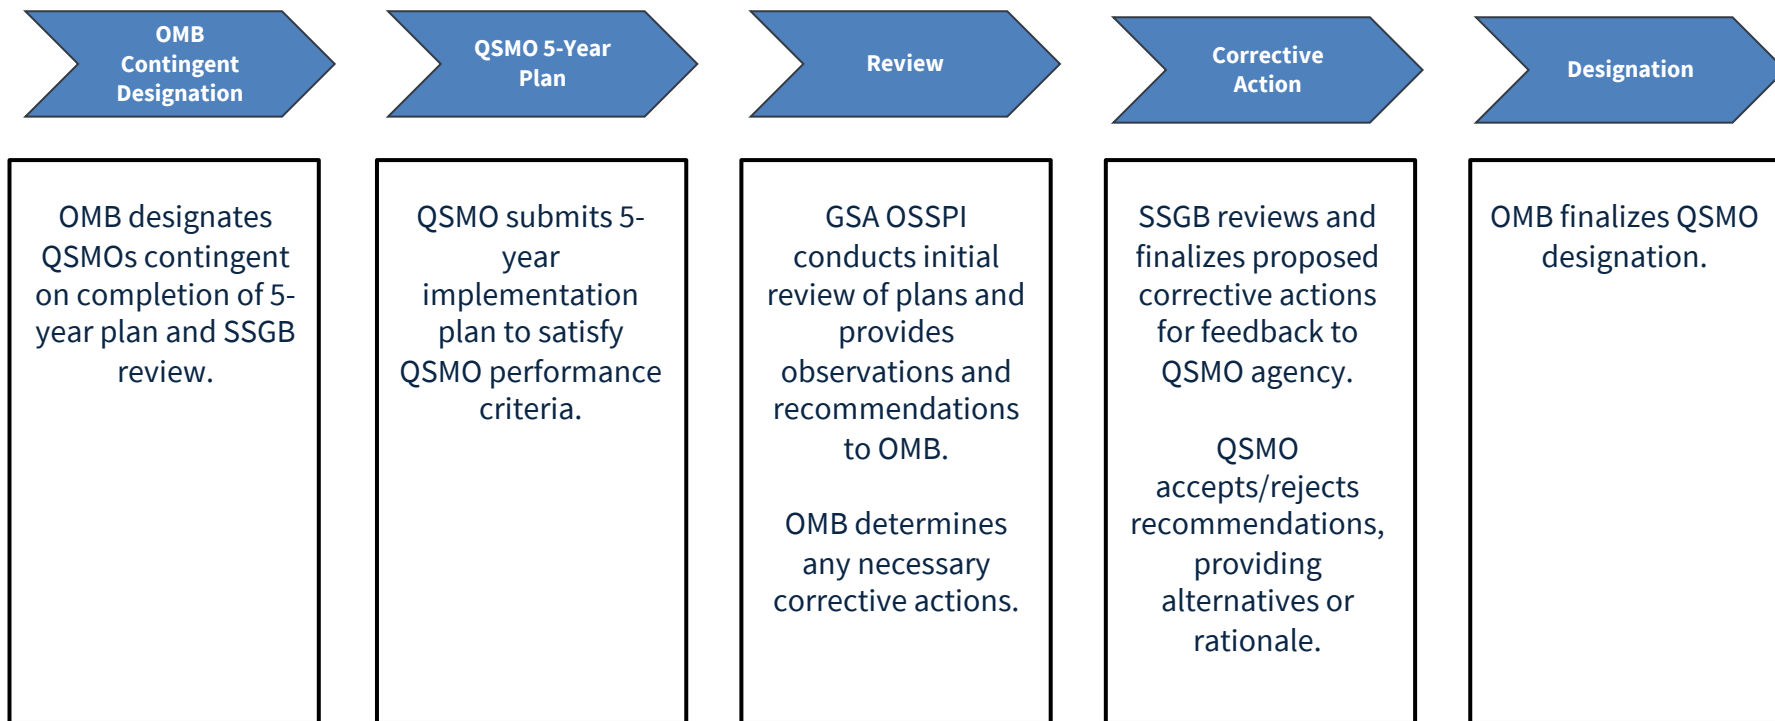 OMB
Contingent
Designation
QSMO 5-Year
Plan
Review
Corrective
Action
Designation
OMB designates
QSMOs contingent
on completion of 5-
year plan and SSGB
review.
QSMO submits 5-
year
implementation
plan to satisfy
QSMO performance
criteria.
GSA OSSPI
conducts initial
review of plans and
provides
observations and
recommendations
to OMB.
OMB determines
any necessary
corrective actions.
SSGB reviews and
finalizes proposed
corrective actions
for feedback to
QSMO agency.
QSMO
accepts/rejects
recommendations,
providing
alternatives or
rationale.
OMB finalizes QSMO
designation.